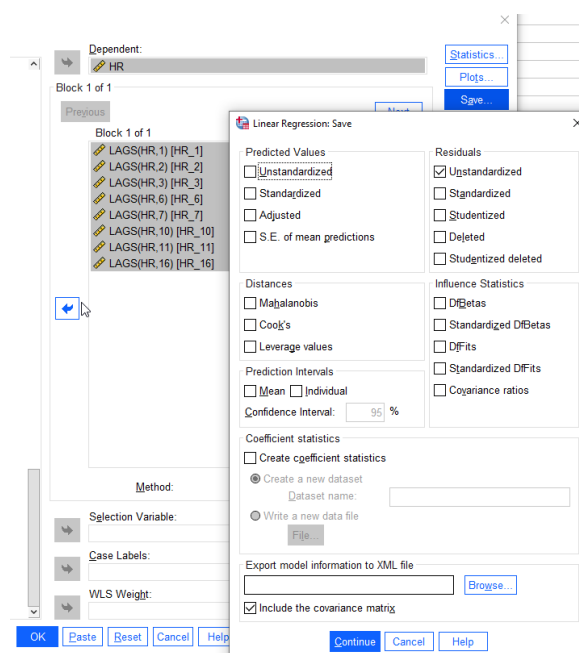 Dependent:
HR
Statistics...
Plots...
Save...
Block 1 of 1
Previous
Next
Block 1 of 1
LAGS(HR,1) [HR_1]
LAGS(HR,2) [HR_2]
LAGS(HR,3) [HR_3]
LAGS(HR,6) [HR_6]
LAGS(HR,7) [HR_7]
LAGS(HR,10) [HR_10]
LAGS(HR,11) [HR_11]
LAGS(HR,16) [HR_16]
Method:
Selection Variable:
Case Labels:
WLS Weight:
OK Paste Reset Cancel Help
Linear Regression: Save
Predicted Values
Unstandardized
Standardized
Adjusted
S.E. of mean predictions
Residuals
Unstandardized
Standardized
Studentized
Deleted
Studentized deleted
Distances
Mahalanobis
Cook's
Leverage values
Influence Statistics
DfBetas
Standardized DfBetas
DfFits
Standardized DfFits
Covariance ratios
Prediction Intervals
Mean Individual
Confidence Interval: 95 %
Coefficient statistics
Create coefficient statistics
Create a new dataset
Dataset name:
Write a new data file
File...
Export model information to XML file
Browse...
Include the covariance matrix
Continue Cancel Help